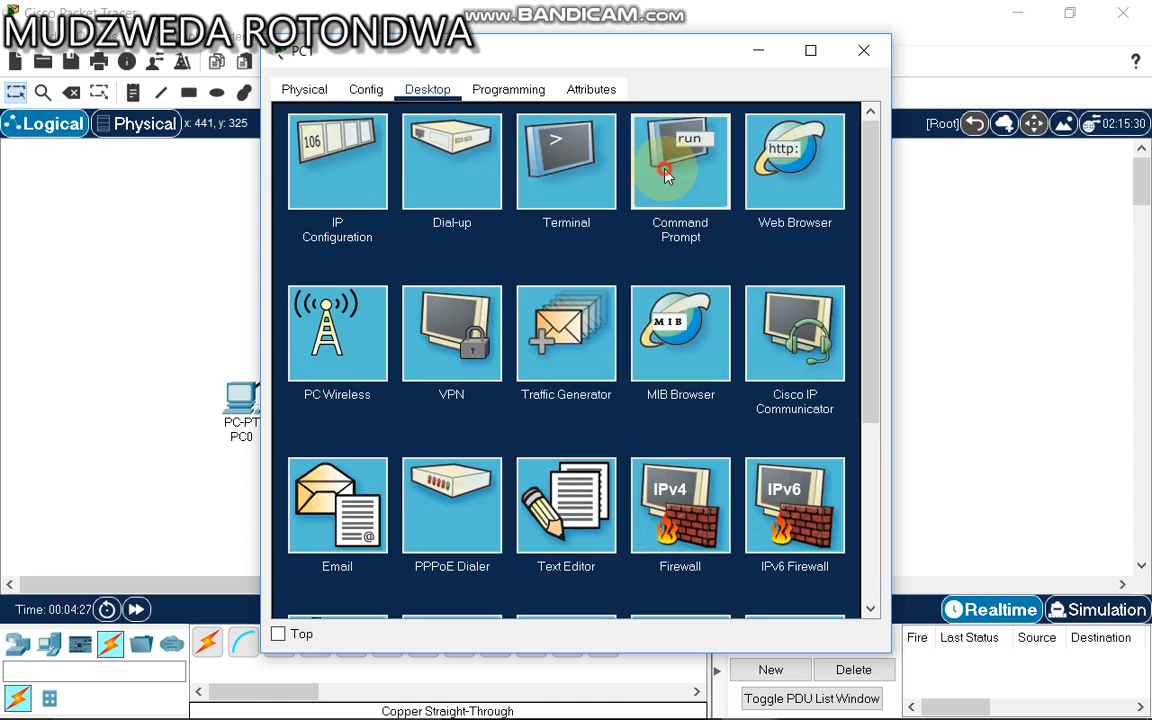 Cisco Packet Tracer
www.BANDICAM.com
MUDZWEDA ROTONDWA
PC1
?
Physical
Config
Desktop
Programming
Attributes
Logical
Physical
x: 441, y: 325
[Root]
02:15:30
106
>
run
http:
IP
Configuration
Dial-up
Terminal
Command
Prompt
Web Browser
MIB
PC Wireless
VPN
Traffic Generator
MIB Browser
Cisco IP
Communicator
PC-PT
PC0
@
IPv4
IPv6
Email
PPPoE Dialer
Text Editor
Firewall
IPv6 Firewall
Time: 00:04:27
Realtime
Simulation
Top
Fire
Last Status
Source
Destination
New
Delete
Toggle PDU List Window
Copper Straight-Through